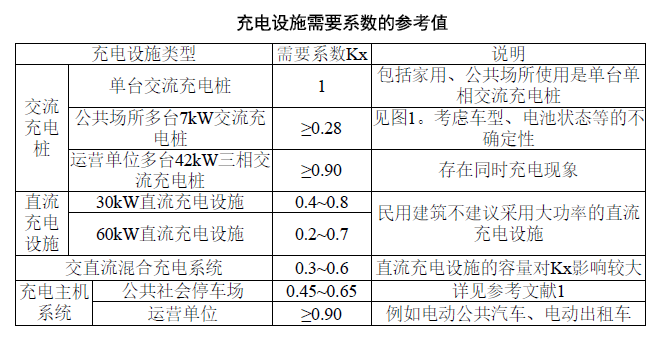 充电设施需要系数的参考值
充电设施类型 需要系数Kx 说明
交流
充电
桩
单台交流充电桩 1 包括家用、公共场所使用是单台单
相交流充电桩
公共场所多台7kW交流充
电桩 ≥0.28 见图1。考虑车型、电池状态等的不
确定性
运营单位多台42kW三相交
流充电桩 ≥0.90 存在同时充电现象
直流
充电
设施
30kW直流充电设施 0.4~0.8 民用建筑不建议采用大功率的直流
充电设施
60kW直流充电设施 0.2~0.7
交直流混合充电系统 0.3~0.6 直流充电设施的容量对Kx影响较大
充电主机
系统
公共社会停车场 0.45~0.65 详见参考文献1
运营单位 ≥0.90 例如电动公共汽车、电动出租车